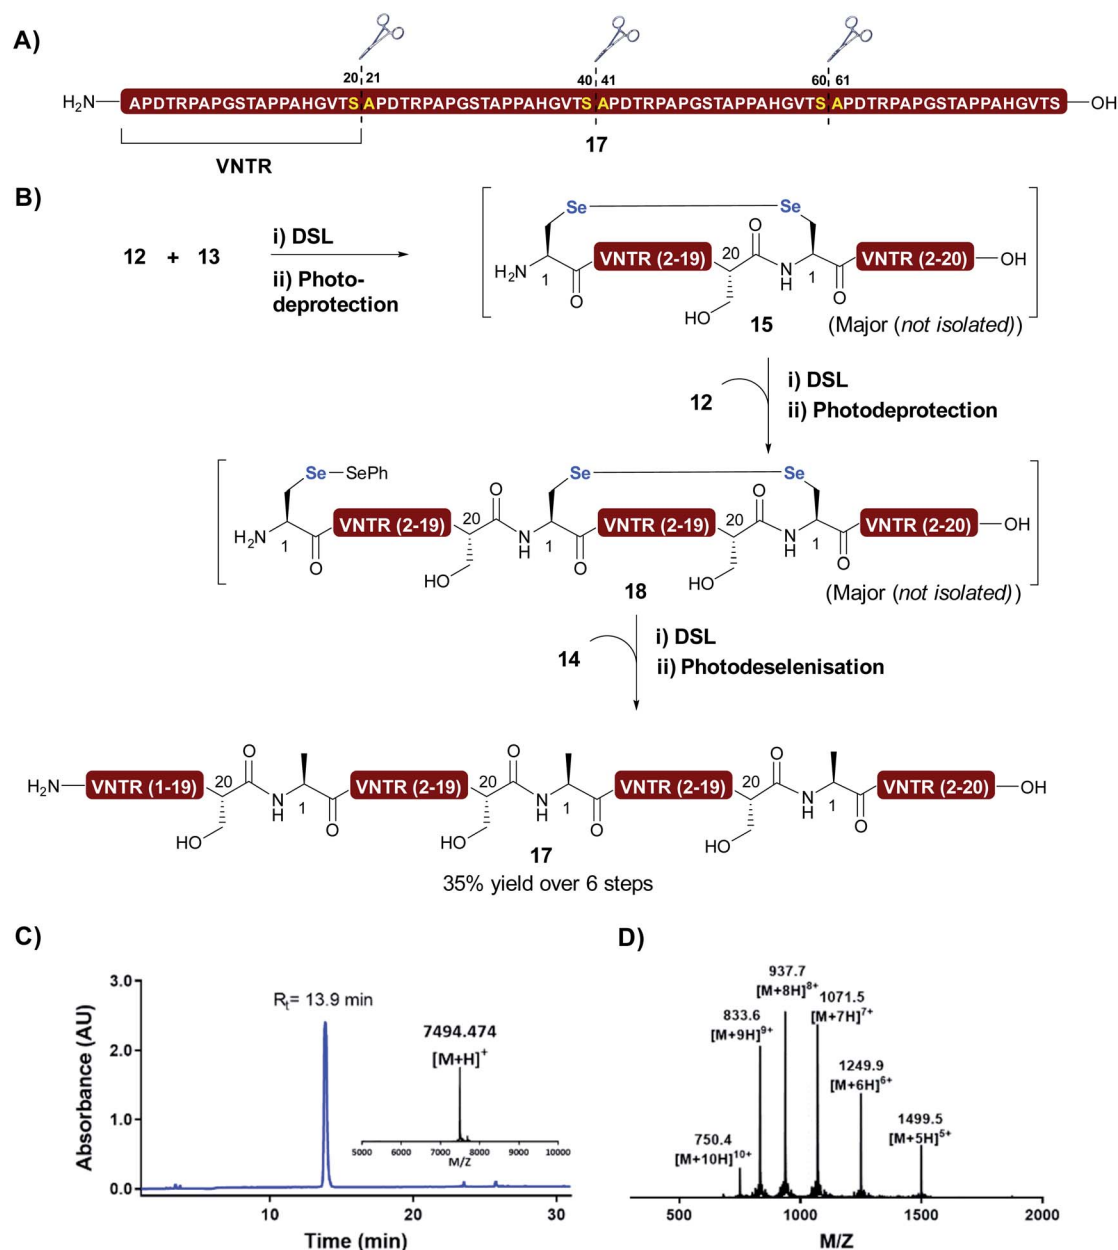 A)
20 21
40 41
60 61
H₂N
APDTRPAPGSTAPPAHGVTSAPDTRPAPGSTAPPAHGVTSAPDTRPAPGSTAPPAHGVTSAPDTRPAPGSTAPPAHGVTS
OH
VNTR
17
B)
12 + 13
i) DSL
ii) Photo-
deprotection
Se
Se
H₂N
1
O
VNTR (2-19)
20
O
HO
N
H
1
O
VNTR (2-20)
OH
15
(Major (not isolated))
12
i) DSL
ii) Photodeprotection
Se
SePh
Se
Se
H₂N
1
O
VNTR (2-19)
20
O
HO
N
H
1
O
VNTR (2-19)
20
O
HO
N
H
1
O
VNTR (2-20)
OH
18
(Major (not isolated))
14
i) DSL
ii) Photodeselenisation
H₂N
VNTR (1-19)
20
O
HO
N
H
1
O
VNTR (2-19)
20
O
HO
N
H
1
O
VNTR (2-19)
20
O
HO
N
H
1
O
VNTR (2-20)
OH
17
35% yield over 6 steps
C)
Absorbance (AU)
3.0
2.0
1.0
0.0
Rₜ= 13.9 min
7494.474
[M+H]⁺
5000 6000 7000 8000 9000 10000
M/Z
10 20 30
Time (min)
D)
937.7
[M+8H]⁸⁺
1071.5
[M+7H]⁷⁺
833.6
[M+9H]⁹⁺
1249.9
[M+6H]⁶⁺
1499.5
[M+5H]⁵⁺
750.4
[M+10H]¹⁰⁺
500 1000 1500 2000
M/Z